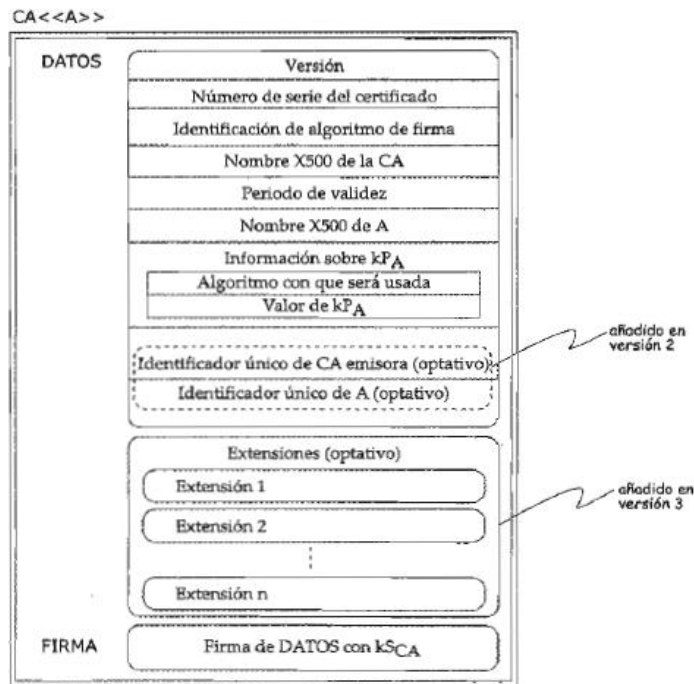 CA<<A>>
DATOS
Versión
Número de serie del certificado
Identificación de algoritmo de firma
Nombre X500 de la CA
Periodo de validez
Nombre X500 de A
Información sobre kPA
Algoritmo con que será usada
Valor de kPA
añadido en
versión 2
Identificador único de CA emisora (optativo)
Identificador único de A (optativo)
Extensiones (optativo)
Extensión 1
añadido en
versión 3
Extensión 2
Extensión n
FIRMA
Firma de DATOS con kSCA